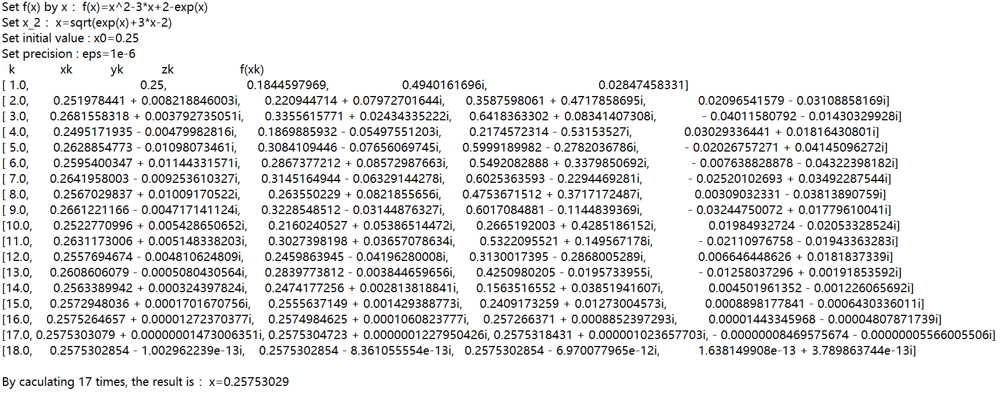 Set f(x) by x :  f(x)=x^2-3*x+2-exp(x)
Set x_2 :  x=sqrt(exp(x)+3*x-2)
Set initial value : x0=0.25
Set precision : eps=1e-6
k xk yk zk f(xk)
[ 1.0, 0.25, 0.1844597969, 0.4940161696i, 0.02847458331]
[ 2.0, 0.251978441 + 0.008218846003i, 0.220944714 + 0.07972701644i, 0.3587598061 + 0.4717858695i, 0.02096541579 - 0.03108858169i]
[ 3.0, 0.2681558318 + 0.003792735051i, 0.3355615771 + 0.02434335222i, 0.6418363302 + 0.08341407308i, - 0.04011580792 - 0.01430329928i]
[ 4.0, 0.2495171935 - 0.00479982816i, 0.1869885932 - 0.05497551203i, 0.2174572314 - 0.53153527i, 0.03029336441 + 0.01816430801i]
[ 5.0, 0.2628854773 - 0.01098073461i, 0.3084109446 - 0.07656069745i, 0.5999189982 - 0.2782036786i, - 0.02026757271 + 0.04145096272i]
[ 6.0, 0.2595400347 + 0.01144331571i, 0.2867377212 + 0.08572987663i, 0.5492082888 + 0.3379850692i, - 0.007638828878 - 0.04322398182i]
[ 7.0, 0.2641958003 - 0.009253610327i, 0.3145164944 - 0.06329144278i, 0.6025363593 - 0.2294469281i, - 0.02520102693 + 0.03492287544i]
[ 8.0, 0.2567029837 + 0.01009170522i, 0.263550229 + 0.0821855656i, 0.4753671512 + 0.3717172487i, 0.00309032331 - 0.03813890759i]
[ 9.0, 0.2661221166 - 0.004717141124i, 0.3228548512 - 0.03144876327i, 0.6017084881 - 0.1144839369i, - 0.03244750072 + 0.01779610041i]
[10.0, 0.2522770996 + 0.005428650652i, 0.2160240527 + 0.05386514472i, 0.2665192003 + 0.4285186152i, 0.01984932724 - 0.02053328524i]
[11.0, 0.2631173006 + 0.005148338203i, 0.3027398198 + 0.03657078634i, 0.5322095521 + 0.149567178i, - 0.02110976758 - 0.01943363283i]
[12.0, 0.2557694674 - 0.004810624809i, 0.2459863945 - 0.04196280008i, 0.3130017395 - 0.2868005289i, 0.006646448626 + 0.0181837339i]
[13.0, 0.2608606079 - 0.0005080430564i, 0.2839773812 - 0.003844659656i, 0.4250980205 - 0.0195733955i, - 0.01258037296 + 0.00191853592i]
[14.0, 0.2563389942 + 0.000324397824i, 0.2474177256 + 0.002813818841i, 0.1563516552 + 0.03851941607i, 0.004501961352 - 0.001226065692i]
[15.0, 0.2572948036 + 0.0001701670756i, 0.2555637149 + 0.001429388773i, 0.2409173259 + 0.01273004573i, 0.0008898177841 - 0.0006430336011i]
[16.0, 0.2575264657 + 0.00001272370377i, 0.2574984625 + 0.0001060823777i, 0.257266371 + 0.0008852397293i, 0.00001443345968 - 0.00004807871739i]
[17.0, 0.2575303079 + 0.00000001473006351i, 0.2575304723 + 0.0000001227950426i, 0.2575318431 + 0.000001023657703i, - 0.00000008469575674 - 0.00000005566005506i]
[18.0, 0.2575302854 - 1.002962239e-13i, 0.2575302854 - 8.361055554e-13i, 0.2575302854 - 6.970077965e-12i, 1.638149908e-13 + 3.789863744e-13i]
By caculating 17 times, the result is :  x=0.25753029